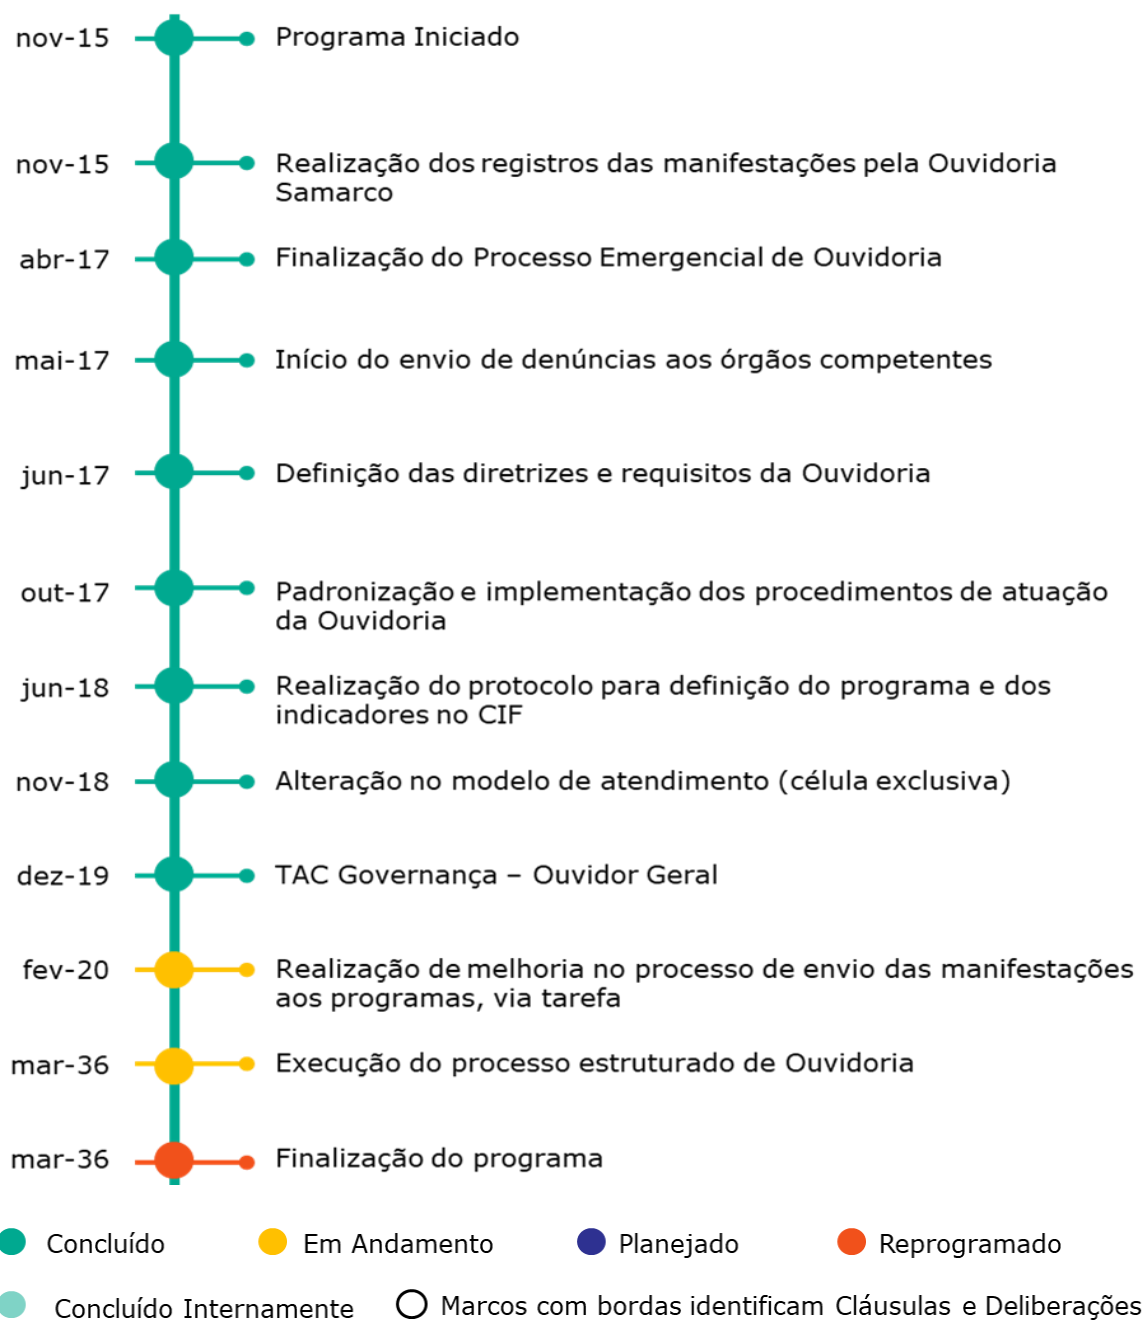 nov-15 Programa Iniciado
nov-15 Realização dos registros das manifestações pela Ouvidoria
Samarco
abr-17 Finalização do Processo Emergencial de Ouvidoria
mai-17 Início do envio de denúncias aos órgãos competentes
jun-17 Definição das diretrizes e requisitos da Ouvidoria
out-17 Padronização e implementação dos procedimentos de atuação
da Ouvidoria
jun-18 Realização do protocolo para definição do programa e dos
indicadores no CIF
nov-18 Alteração no modelo de atendimento (célula exclusiva)
dez-19 TAC Governança – Ouvidor Geral
fev-20 Realização de melhoria no processo de envio das manifestações
aos programas, via tarefa
mar-36 Execução do processo estruturado de Ouvidoria
mar-36 Finalização do programa
Concluído Em Andamento Planejado Reprogramado
Concluído Internamente Marcos com bordas identificam Cláusulas e Deliberações